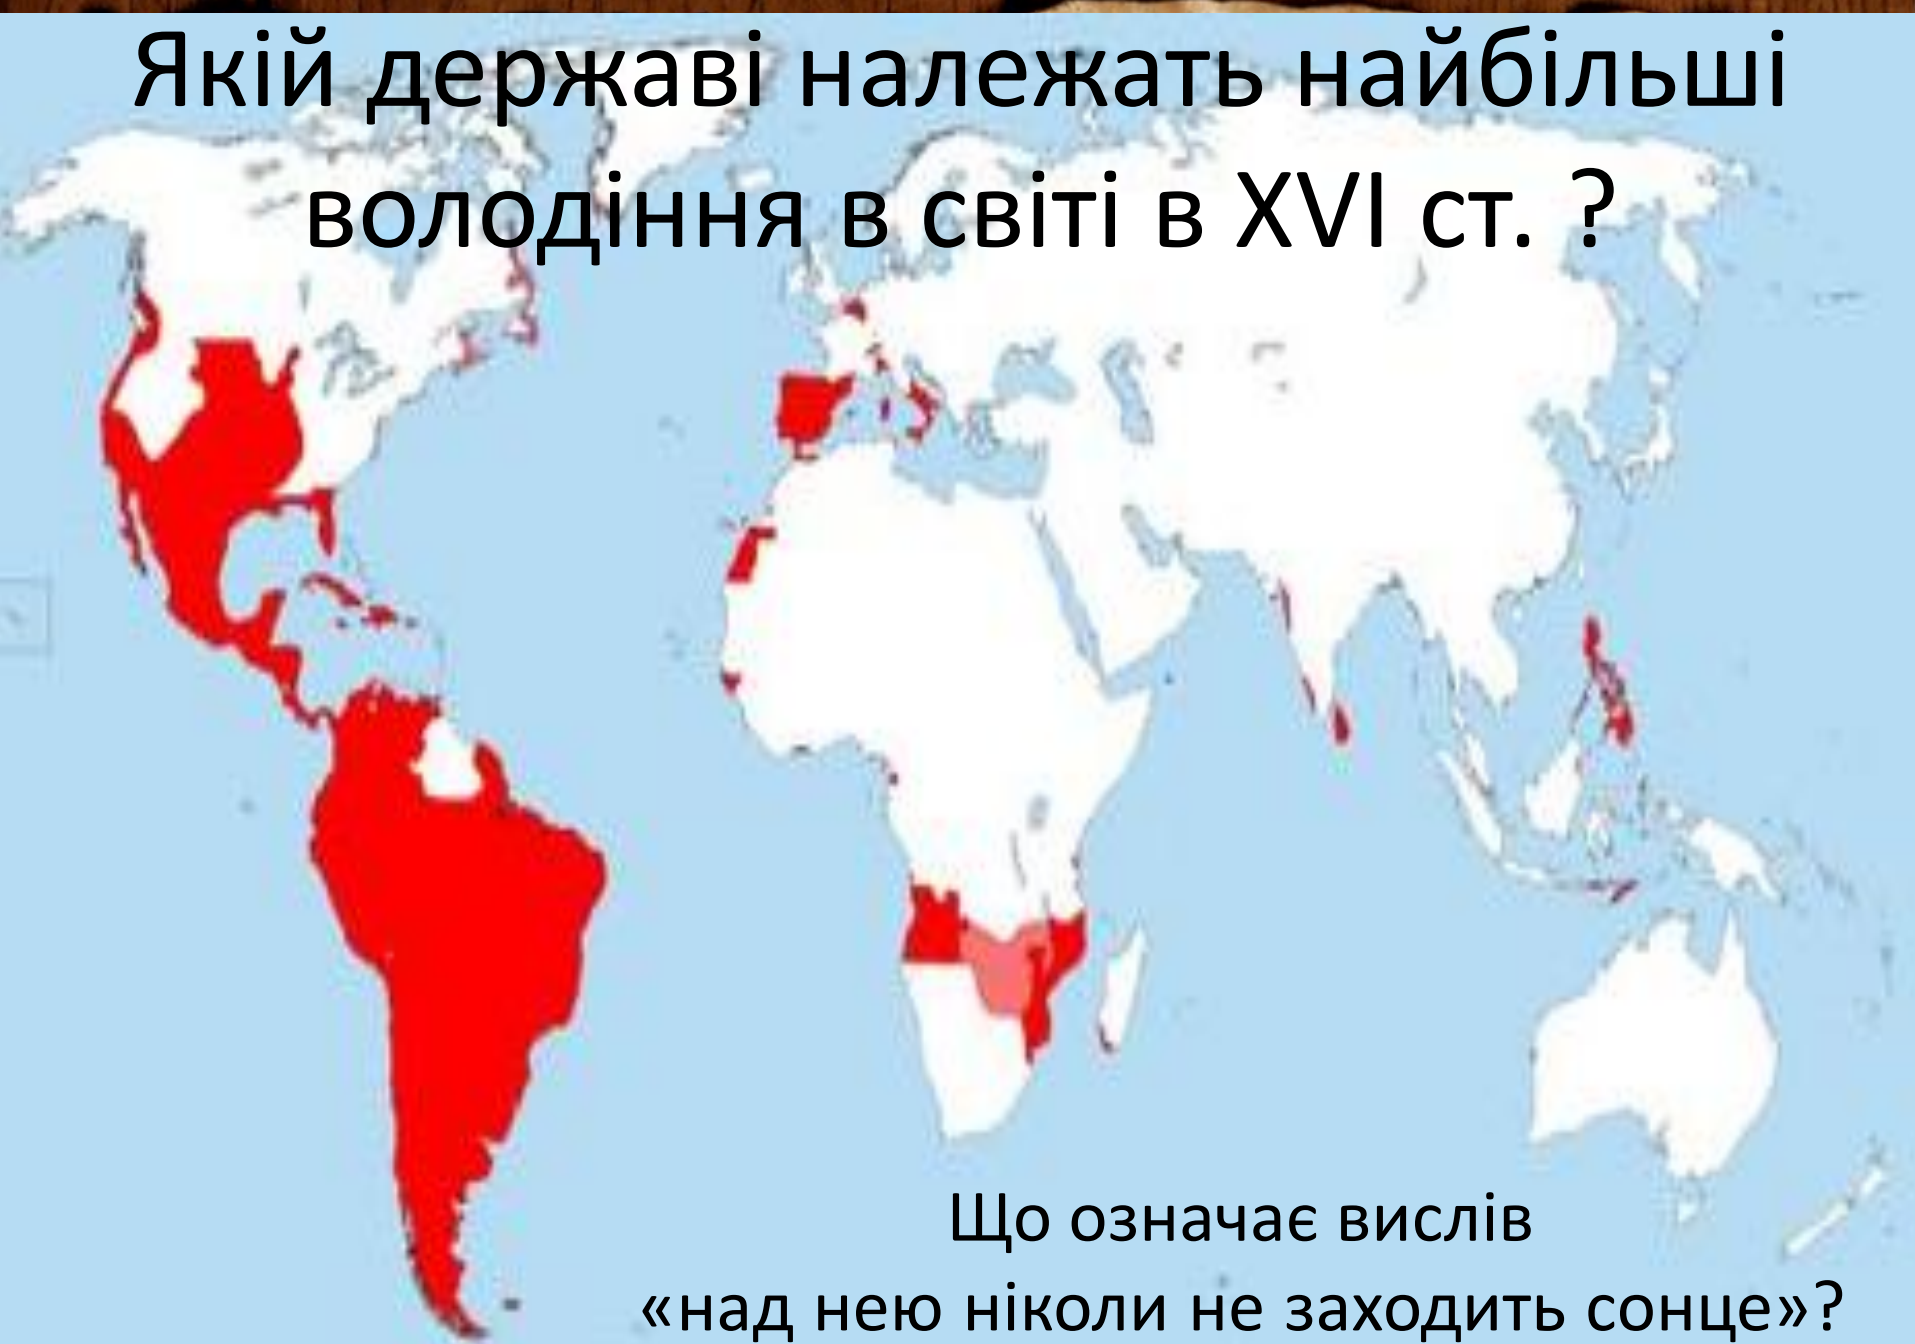 Якій державі належать найбільші
володіння в світі в XVI ст. ?
Що означає вислів
«над нею ніколи не заходить сонце»?